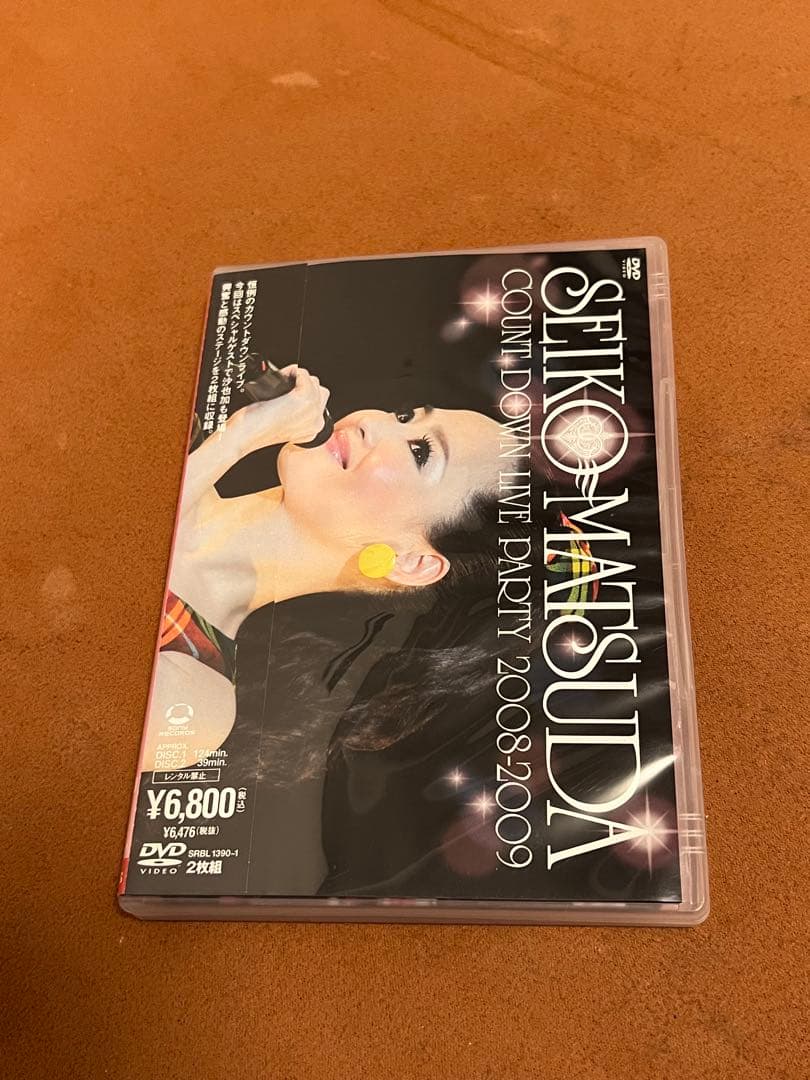 DVD
VIDEO
SEIKO MATSUDA
COUNT DOWN LIVE PARTY 2008-2009
恒例のカウントダウンライブ。
今回はスペシャルゲストで沙也加も登場!
興奮と感動のステージを2枚組に収録。
SONY
RECORDS
APPROX.
DISC.1 124min.
DISC.2 39min.
レンタル禁止
¥6,800(税込)
¥6,476(税抜)
DVD
VIDEO
SRBL 1390-1
2枚組